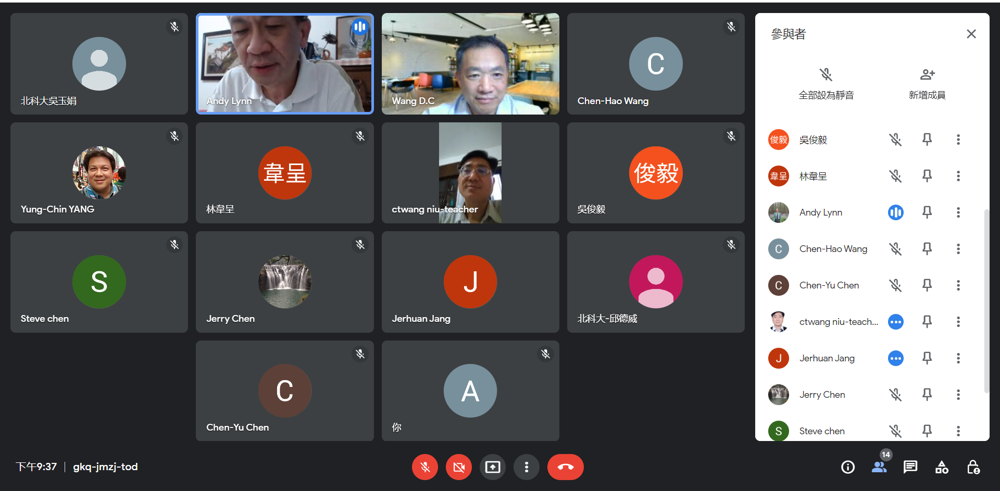 北科大吳玉娟
Andy Lynn
Wang D.C
C
Chen-Hao Wang
Yung-Chin YANG
韋呈
林韋呈
ctwang niu-teacher
俊毅
吳俊毅
S
Steve chen
Jerry Chen
J
Jerhuan Jang
北科大-邱德威
C
Chen-Yu Chen
A
你
參與者
全部設為靜音
新增成員
俊毅
吳俊毅
韋呈
林韋呈
Andy Lynn
C
Chen-Hao Wang
C
Chen-Yu Chen
ctwang niu-teach...
J
Jerhuan Jang
Jerry Chen
S
Steve chen
下午9:37
gkq-jmzj-tod
14